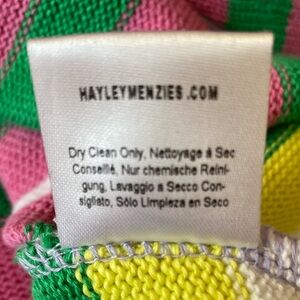 HAYLEYMENZIES.COM
Dry Clean Only, Nettoyage á Sec
Conseillé, Nur chemische Reini-
gung, Lavaggio a Secco Con-
sigliato, Sólo Limpieza en Seco